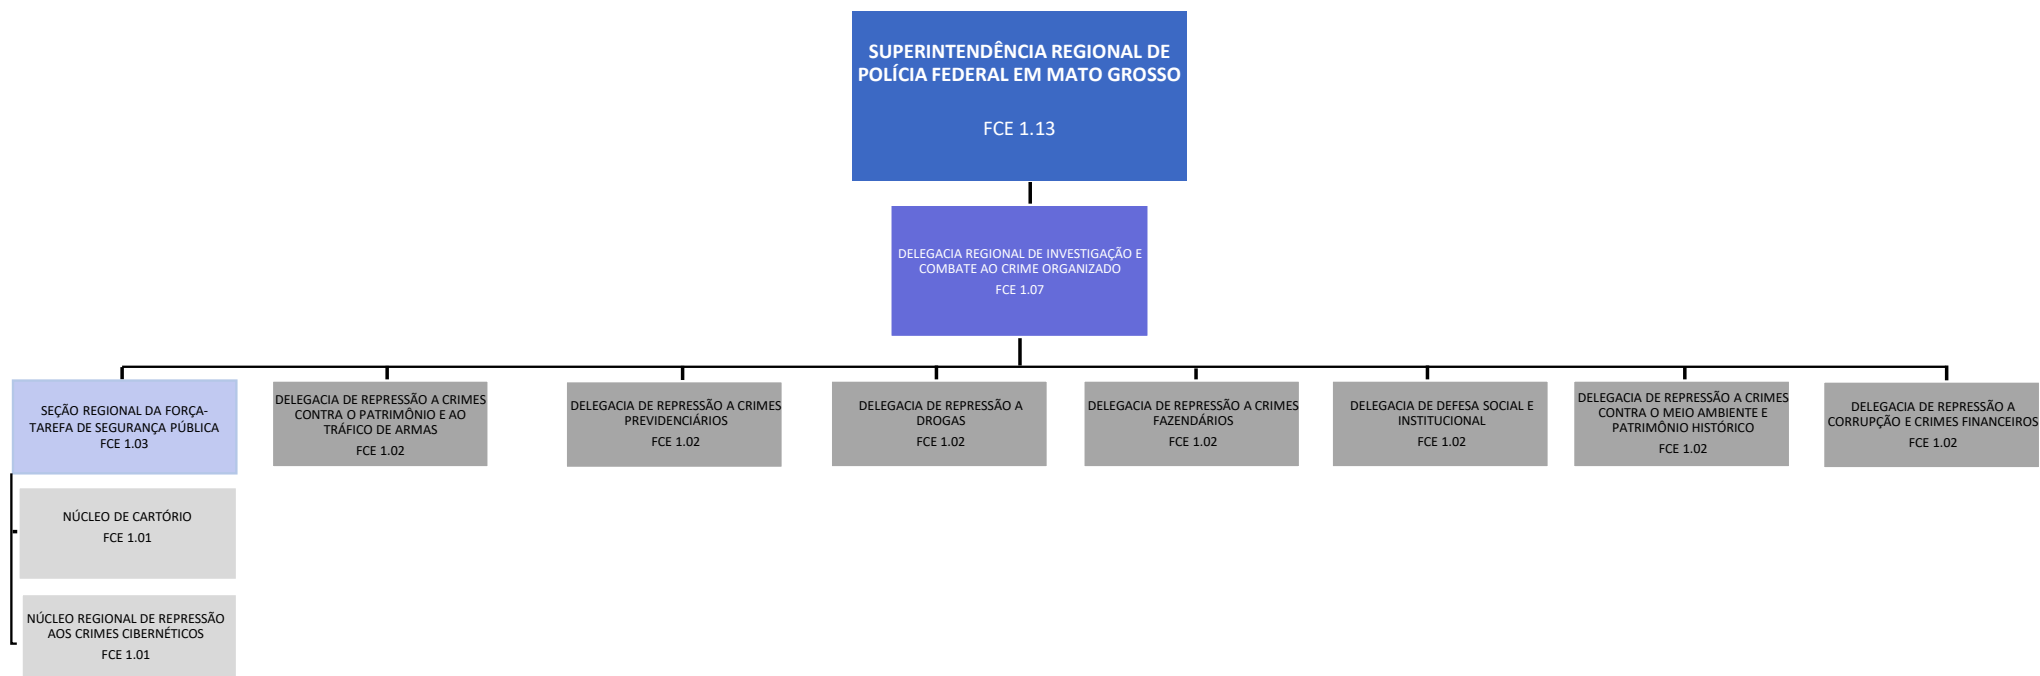 SUPERINTENDÊNCIA REGIONAL DE
POLÍCIA FEDERAL EM MATO GROSSO
FCE 1.13
DELEGACIA REGIONAL DE INVESTIGAÇÃO E
COMBATE AO CRIME ORGANIZADO
FCE 1.07
SEÇÃO REGIONAL DA FORÇA-
TAREFA DE SEGURANÇA PÚBLICA
FCE 1.03
DELEGACIA DE REPRESSÃO A CRIMES
CONTRA O PATRIMÔNIO E AO
TRÁFICO DE ARMAS
FCE 1.02
DELEGACIA DE REPRESSÃO A CRIMES
PREVIDENCIÁRIOS
FCE 1.02
DELEGACIA DE REPRESSÃO A
DROGAS
FCE 1.02
DELEGACIA DE REPRESSÃO A CRIMES
FAZENDÁRIOS
FCE 1.02
DELEGACIA DE DEFESA SOCIAL E
INSTITUCIONAL
FCE 1.02
DELEGACIA DE REPRESSÃO A CRIMES
CONTRA O MEIO AMBIENTE E
PATRIMÔNIO HISTÓRICO
FCE 1.02
DELEGACIA DE REPRESSÃO A
CORRUPÇÃO E CRIMES FINANCEIROS
FCE 1.02
NÚCLEO DE CARTÓRIO
FCE 1.01
NÚCLEO REGIONAL DE REPRESSÃO
AOS CRIMES CIBERNÉTICOS
FCE 1.01